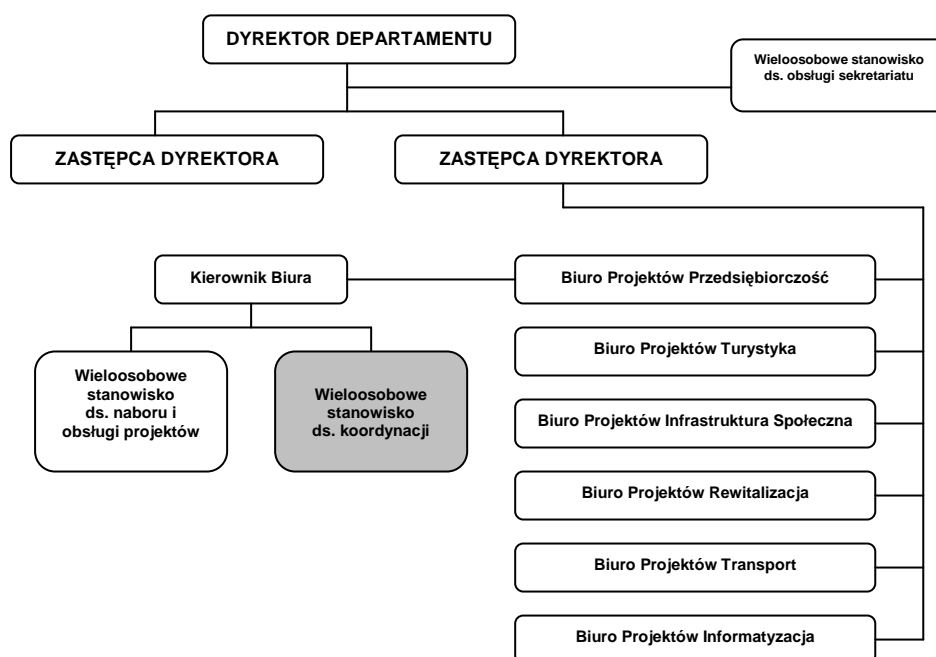 DYREKTOR DEPARTAMENTU
Wieloosobowe stanowisko
ds. obsługi sekretariatu
ZASTĘPCA DYREKTORA
ZASTĘPCA DYREKTORA
Kierownik Biura
Biuro Projektów Przedsiębiorczość
Wieloosobowe
stanowisko
ds. naboru i
obsługi projektów
Wieloosobowe
stanowisko
ds. koordynacji
Biuro Projektów Turystyka
Biuro Projektów Infrastruktura Społeczna
Biuro Projektów Rewitalizacja
Biuro Projektów Transport
Biuro Projektów Informatyzacja